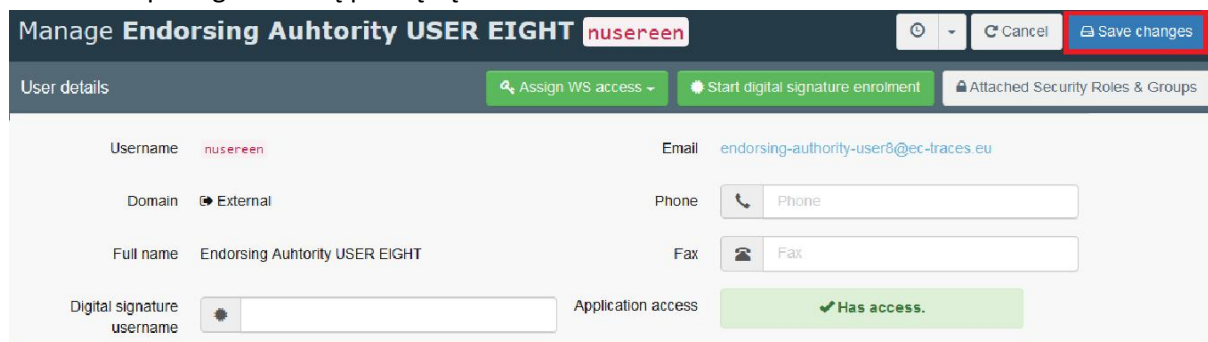 Manage Endorsing Auhtority USER EIGHT nusereen Cancel Save changes
User details Assign WS access Start digital signature enrolment Attached Security Roles & Groups
Username nusereen Email endorsing-authority-user8@ec-traces.eu
Domain External Phone Phone
Full name Endorsing Auhtority USER EIGHT Fax Fax
Digital signature username Application access Has access.